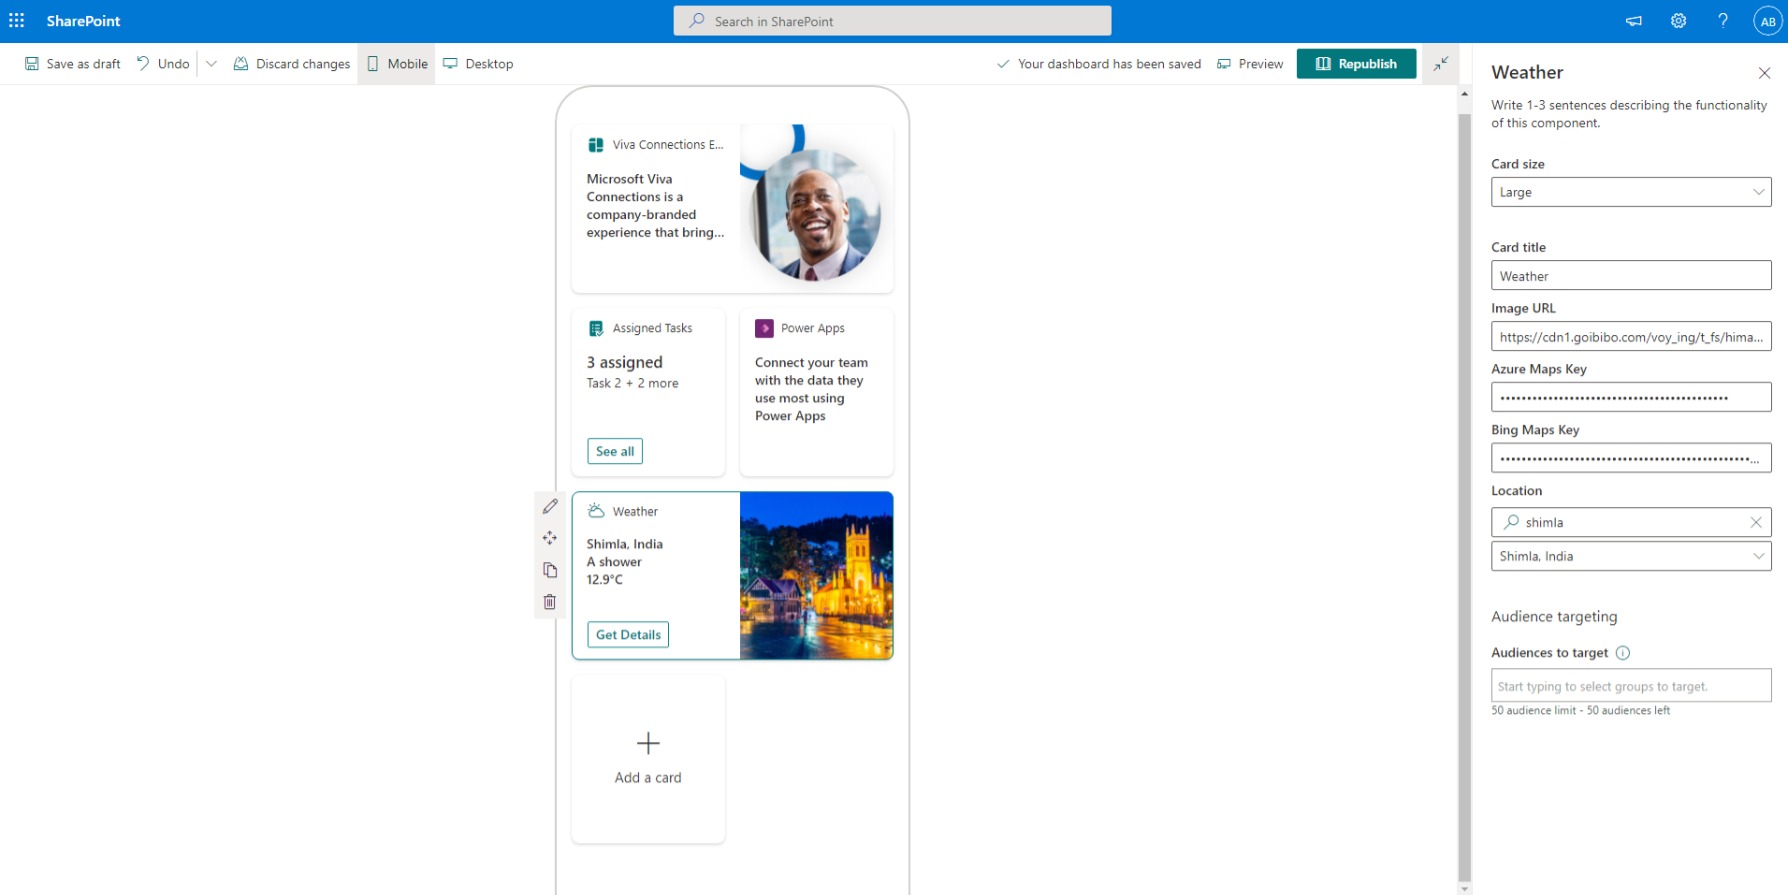 SharePoint
Search in SharePoint
AB
Save as draft
Undo
Discard changes
Mobile
Desktop
Your dashboard has been saved
Preview
Republish
Viva Connections E...
Microsoft Viva
Connections is a
company-branded
experience that bring...
Assigned Tasks
3 assigned
Task 2 + 2 more
See all
Power Apps
Connect your team
with the data they
use most using
Power Apps
Weather
Shimla, India
A shower
12.9°C
Get Details
Add a card
Weather
Write 1-3 sentences describing the functionality
of this component.
Card size
Large
Card title
Weather
Image URL
https://cdn1.goibibo.com/voy_ing/t_fs/hima...
Azure Maps Key
Bing Maps Key
Location
shimla
Shimla, India
Audience targeting
Audiences to target
Start typing to select groups to target.
50 audience limit - 50 audiences left